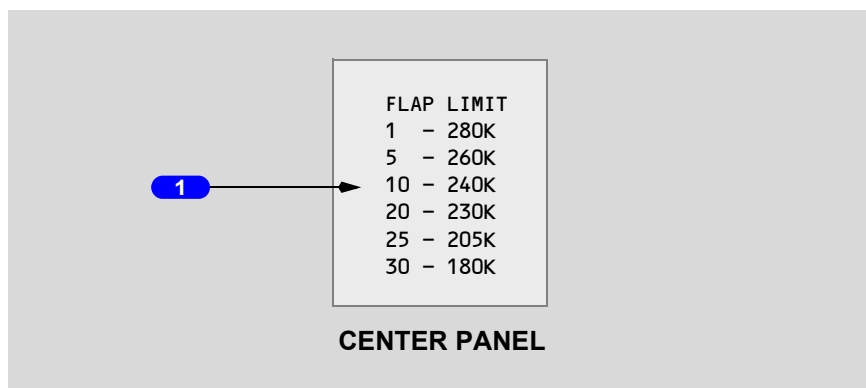 FLAP LIMIT
1 – 280K
5 – 260K
1
10 – 240K
20 – 230K
25 – 205K
30 – 180K
CENTER PANEL